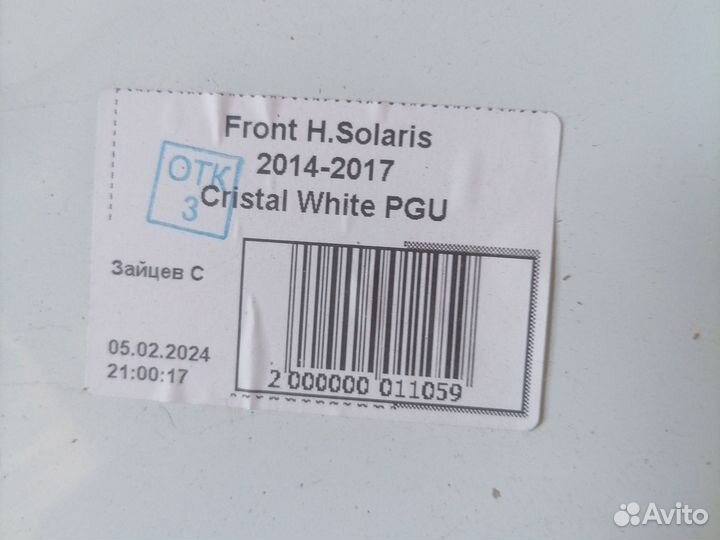 Front H.Solaris
2014-2017
Cristal White PGU
ОТК
3
Зайцев С
05.02.2024
21:00:17
2 000000 011059
Avito